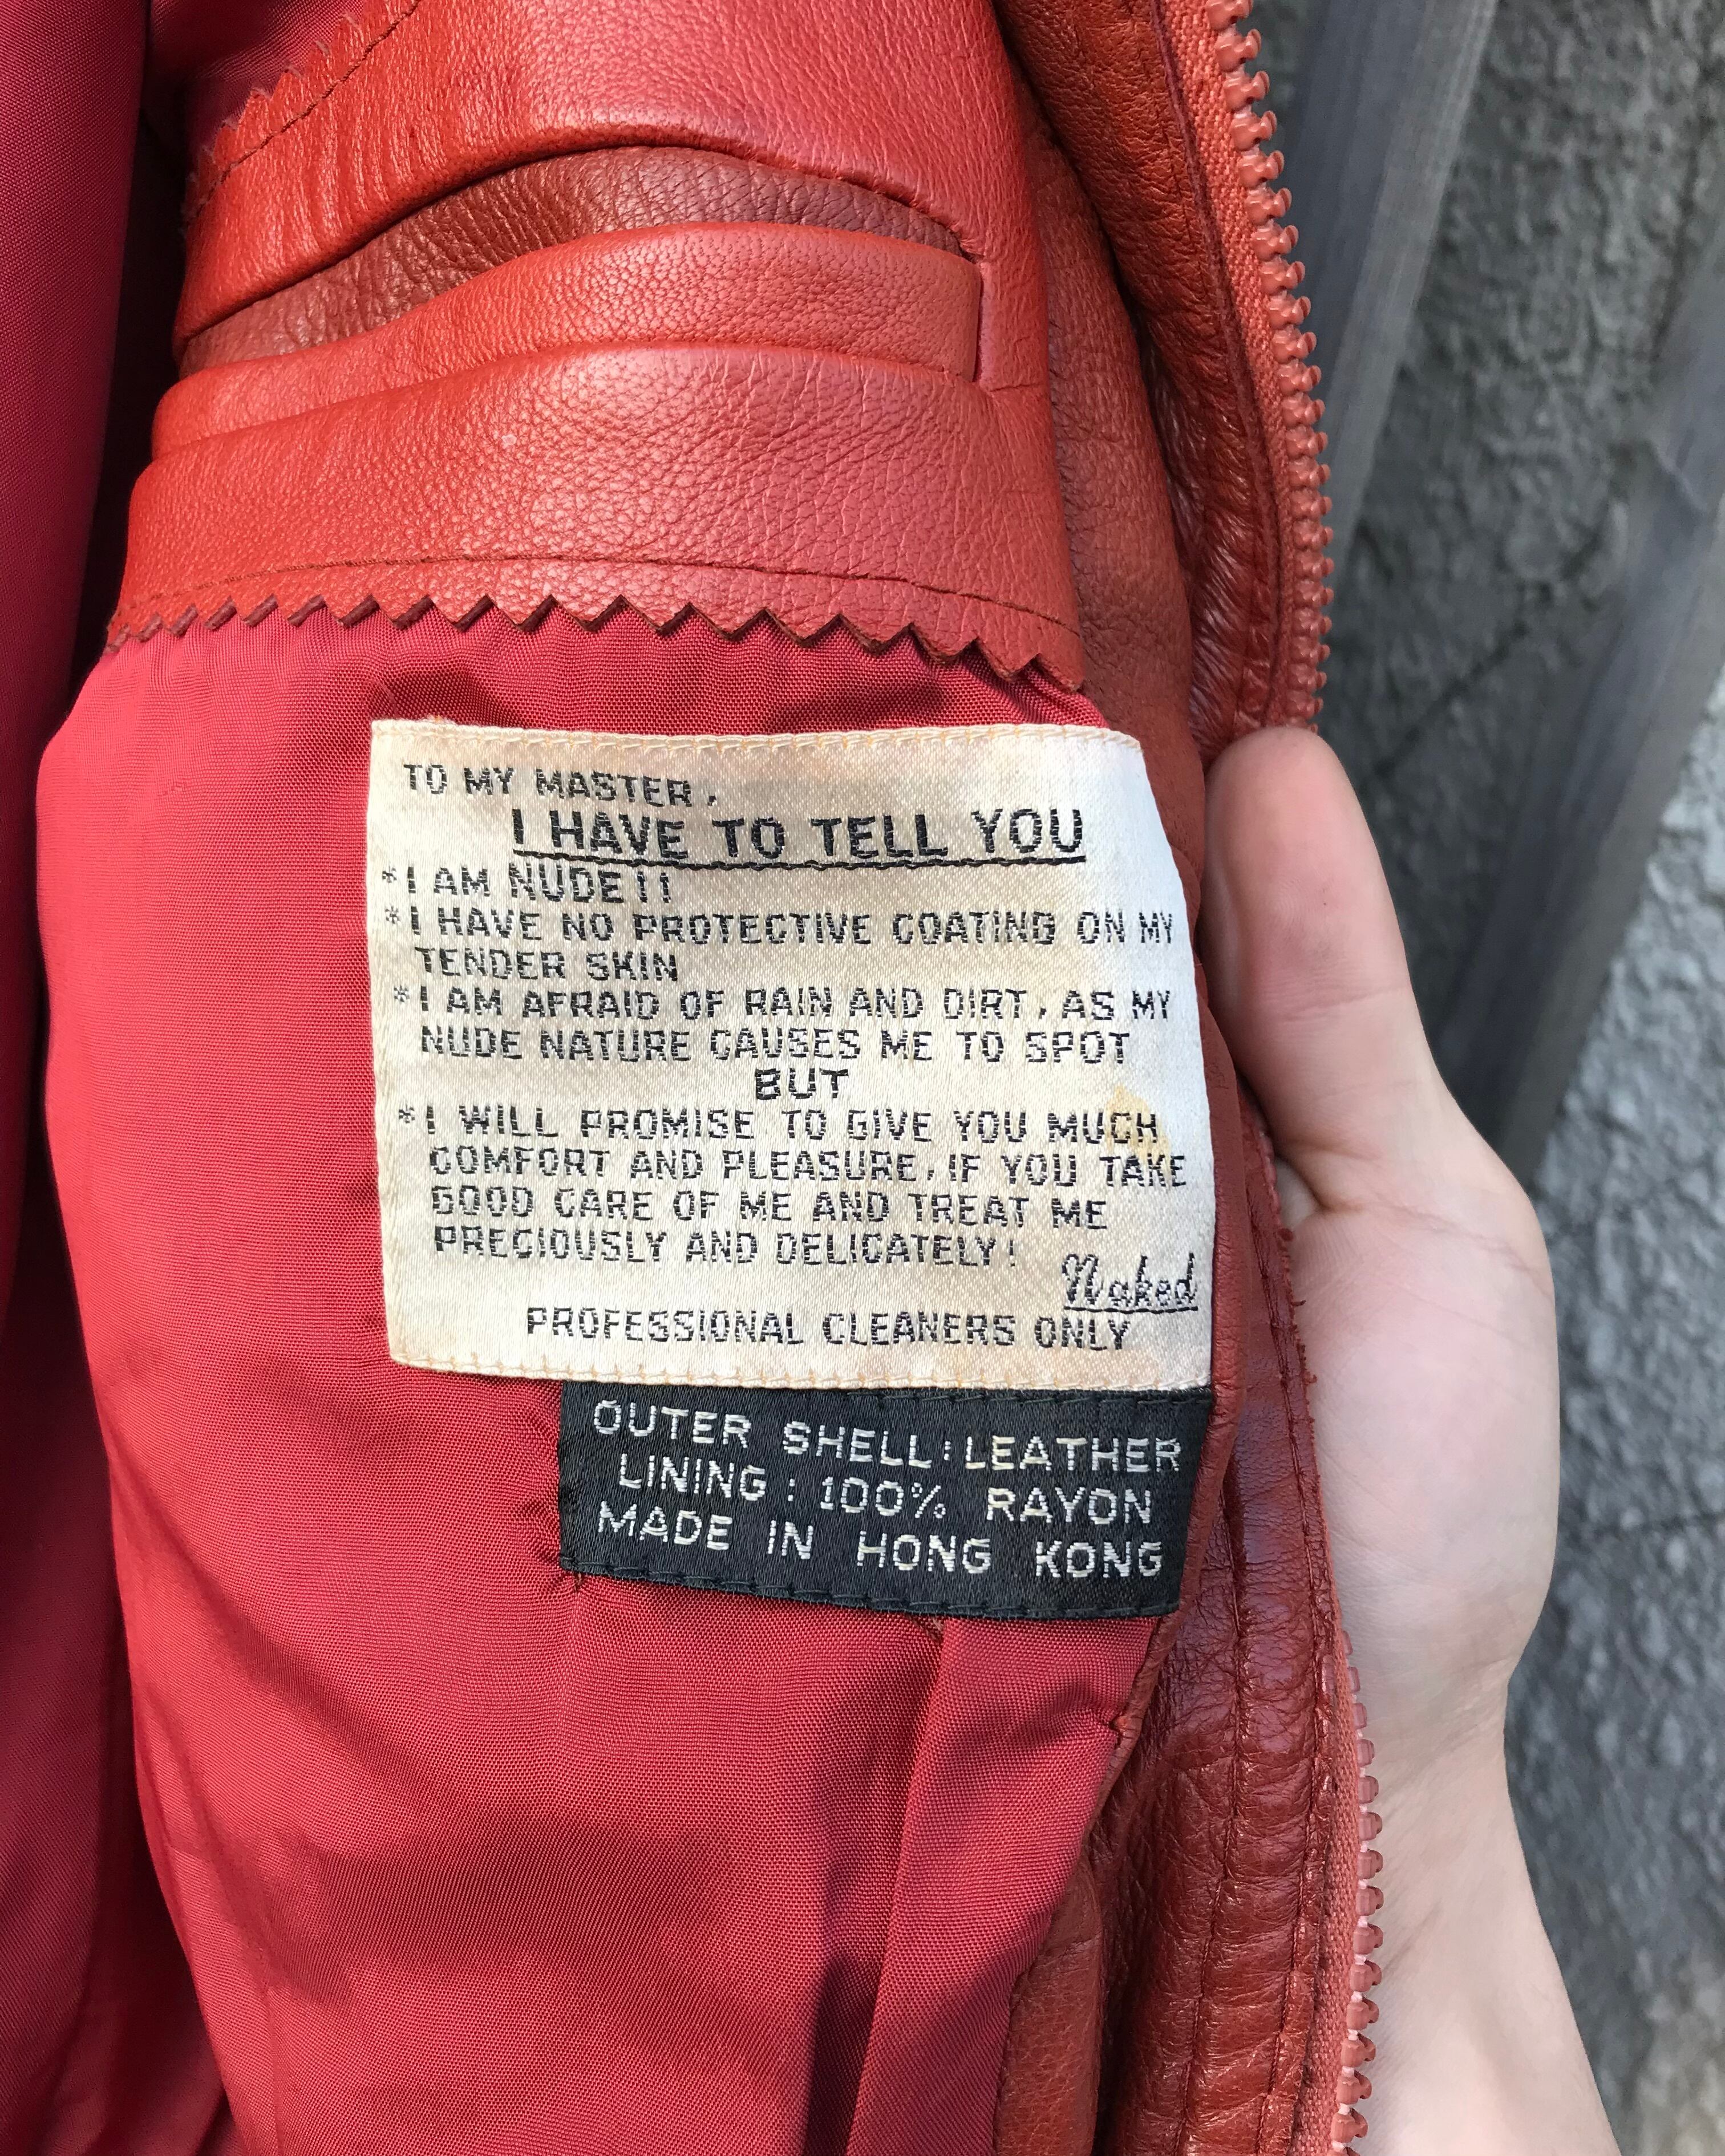 TO MY MASTER,
I HAVE TO TELL YOU
*I AM NUDE!!
*I HAVE NO PROTECTIVE COATING ON MY
TENDER SKIN
*I AM AFRAID OF RAIN AND DIRT, AS MY
NUDE NATURE CAUSES ME TO SPOT
BUT
*I WILL PROMISE TO GIVE YOU MUCH
COMFORT AND PLEASURE, IF YOU TAKE
GOOD CARE OF ME AND TREAT ME
PRECIOUSLY AND DELICATELY!
Naked
PROFESSIONAL CLEANERS ONLY
OUTER SHELL: LEATHER
LINING: 100% RAYON
MADE IN HONG KONG